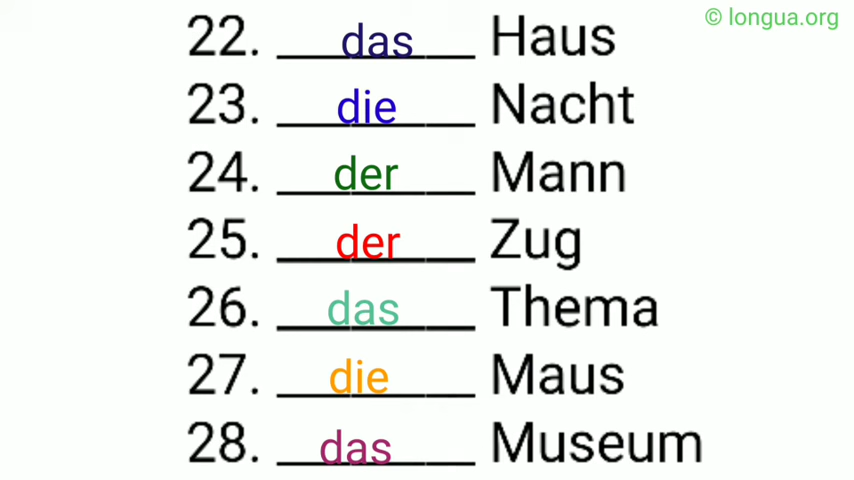 © longua.org
22. das Haus
23. die Nacht
24. der Mann
25. der Zug
26. das Thema
27. die Maus
28. das Museum